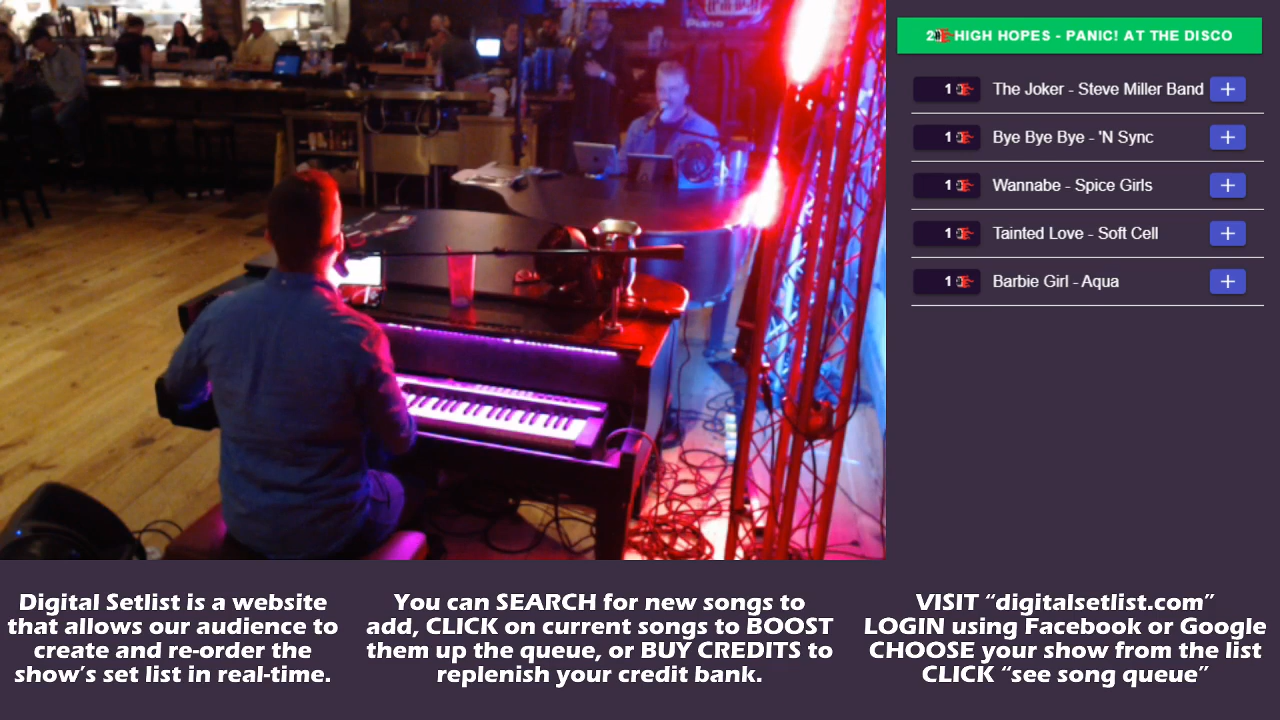 Piano
2 HIGH HOPES - PANIC! AT THE DISCO
1 The Joker - Steve Miller Band +
1 Bye Bye Bye - 'N Sync +
1 Wannabe - Spice Girls +
1 Tainted Love - Soft Cell +
1 Barbie Girl - Aqua +
Digital Setlist is a website
that allows our audience to
create and re-order the
show's set list in real-time.
You can SEARCH for new songs to
add, CLICK on current songs to BOOST
them up the queue, or BUY CREDITS to
replenish your credit bank.
VISIT “digitalsetlist.com”
LOGIN using Facebook or Google
CHOOSE your show from the list
CLICK “see song queue”